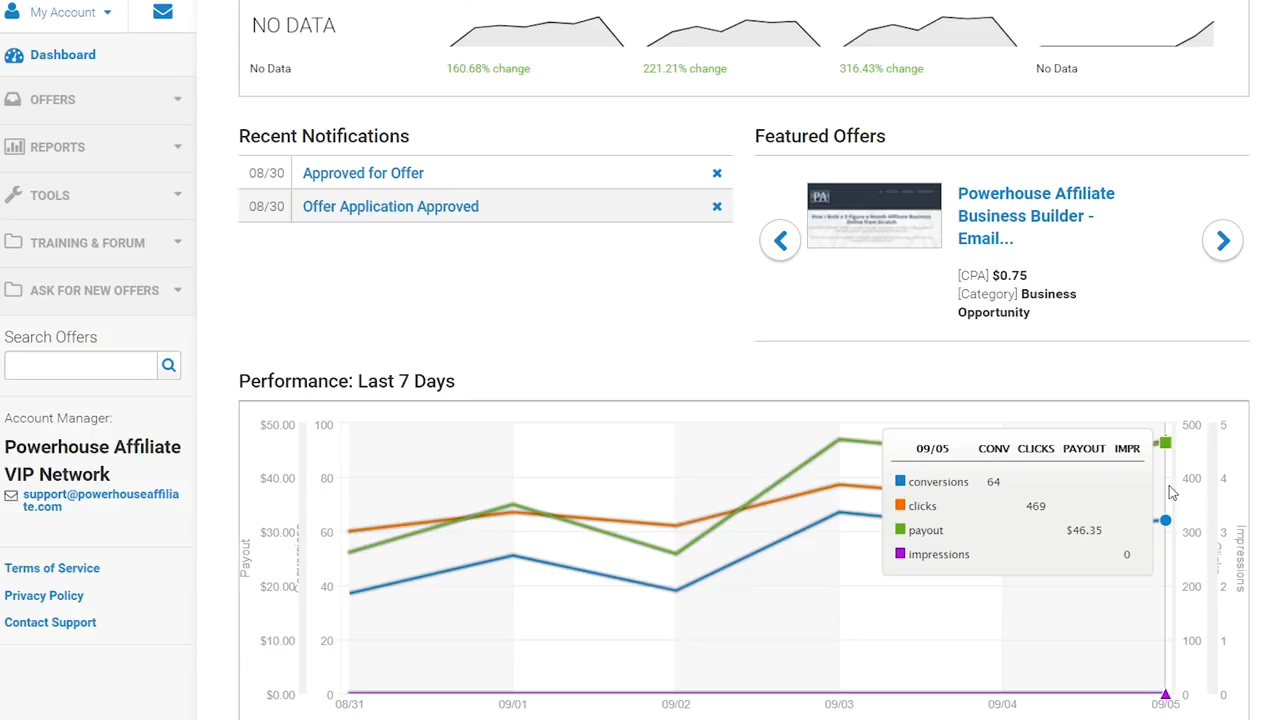 My Account
Dashboard
OFFERS
REPORTS
TOOLS
TRAINING & FORUM
ASK FOR NEW OFFERS
Search Offers
Account Manager:
Powerhouse Affiliate
VIP Network
support@powerhouseaffilia
te.com
Terms of Service
Privacy Policy
Contact Support
NO DATA
No Data
160.68% change
221.21% change
316.43% change
No Data
Recent Notifications
08/30 Approved for Offer
08/30 Offer Application Approved
Featured Offers
PA
Powerhouse Affiliate
Business Builder -
Email...
[CPA] $0.75
[Category] Business
Opportunity
Performance: Last 7 Days
$50.00 100 500 5
$40.00 80 400 4
$30.00 60 300 3
$20.00 40 200 2
$10.00 20 100 1
$0.00 0 0 0
Payout
Impressions
09/05 CONV CLICKS PAYOUT IMPR
conversions 64
clicks 469
payout $46.35
impressions 0
08/31 09/01 09/02 09/03 09/04 09/05